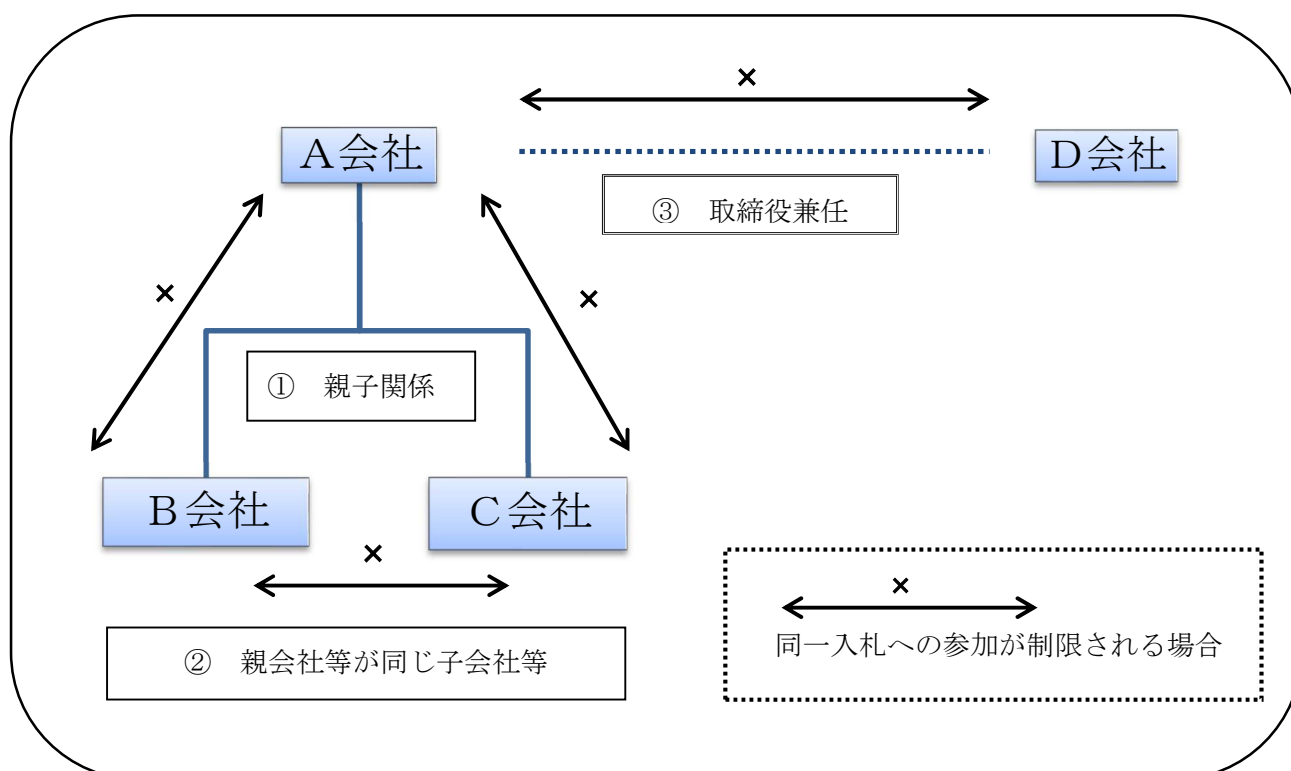 ×
Ａ会社
Ｄ会社
③　取締役兼任
×
×
①　親子関係
Ｂ会社
Ｃ会社
×
×
同一入札への参加が制限される場合
②　親会社等が同じ子会社等